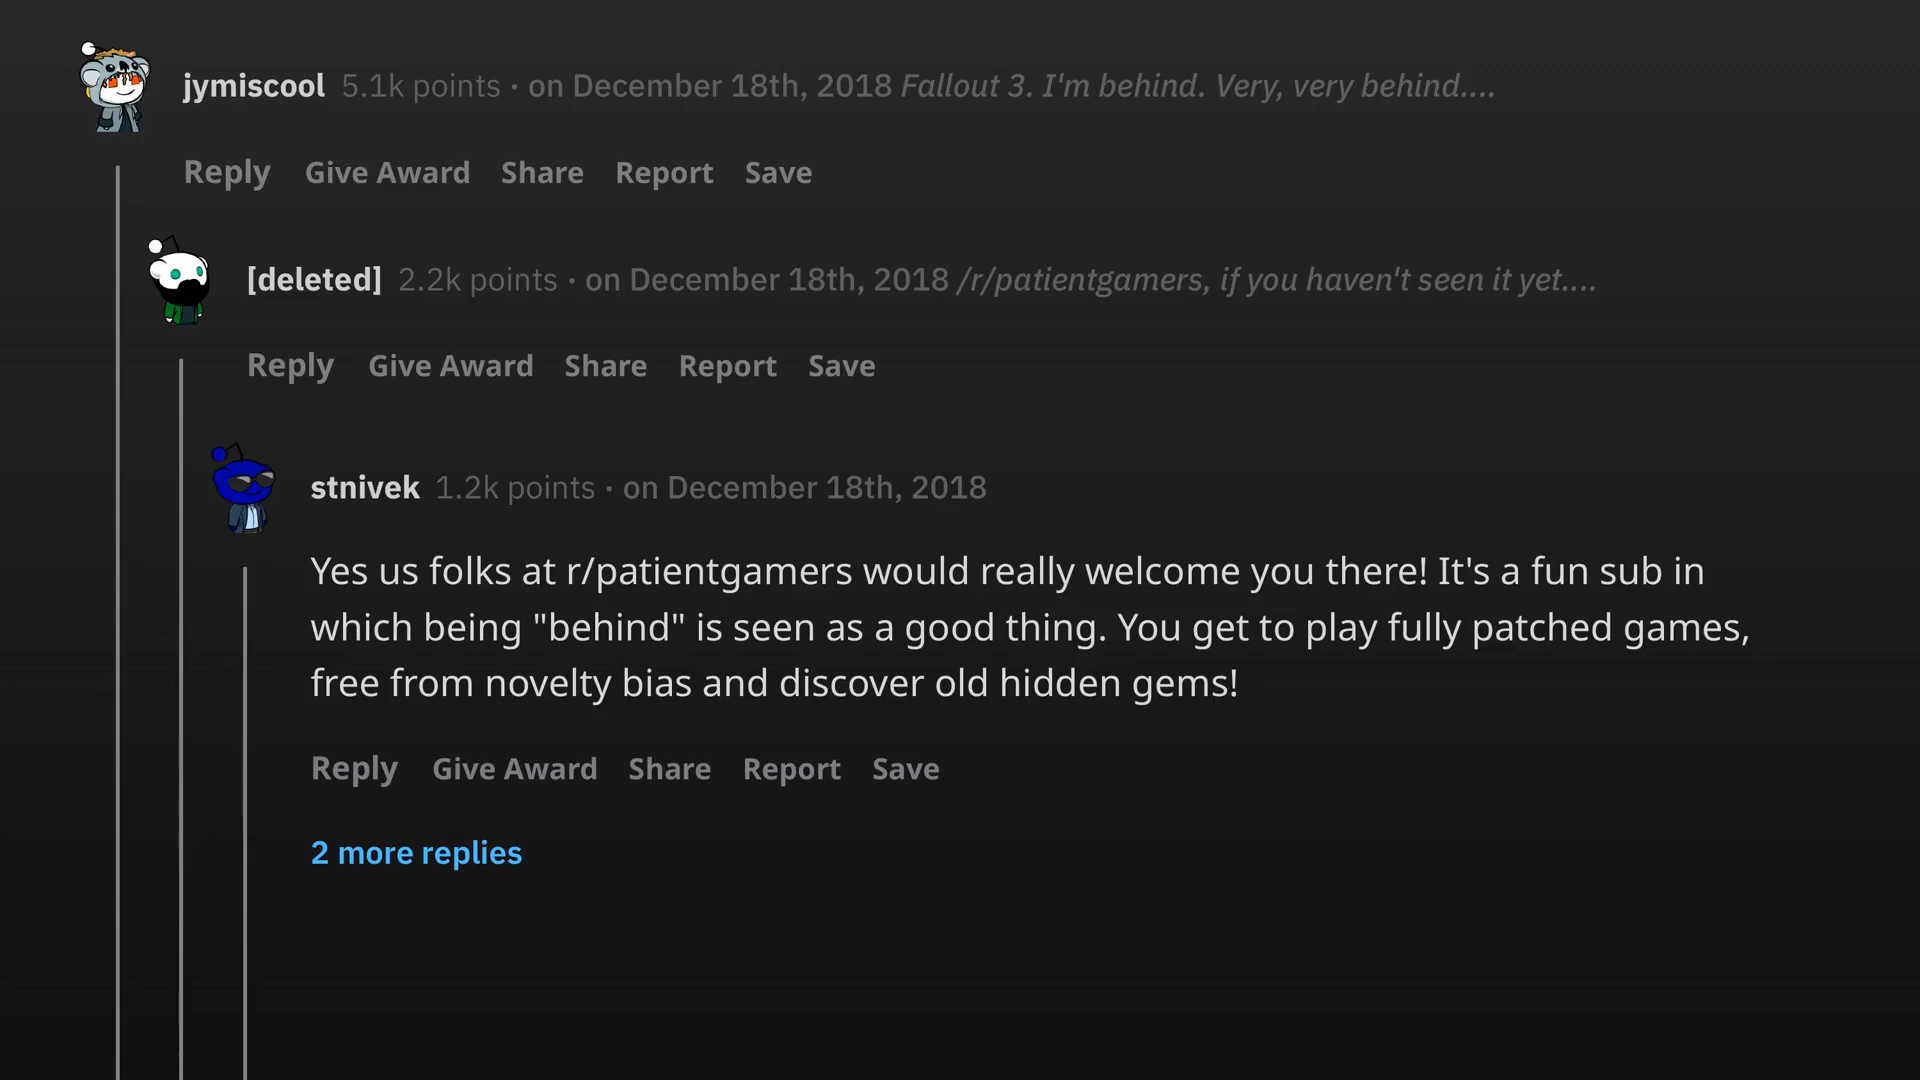 jymiscool 5.1k points · on December 18th, 2018 Fallout 3. I'm behind. Very, very behind....
Reply Give Award Share Report Save
[deleted] 2.2k points · on December 18th, 2018 /r/patientgamers, if you haven't seen it yet....
Reply Give Award Share Report Save
stnivek 1.2k points · on December 18th, 2018
Yes us folks at r/patientgamers would really welcome you there! It's a fun sub in
which being "behind" is seen as a good thing. You get to play fully patched games,
free from novelty bias and discover old hidden gems!
Reply Give Award Share Report Save
2 more replies